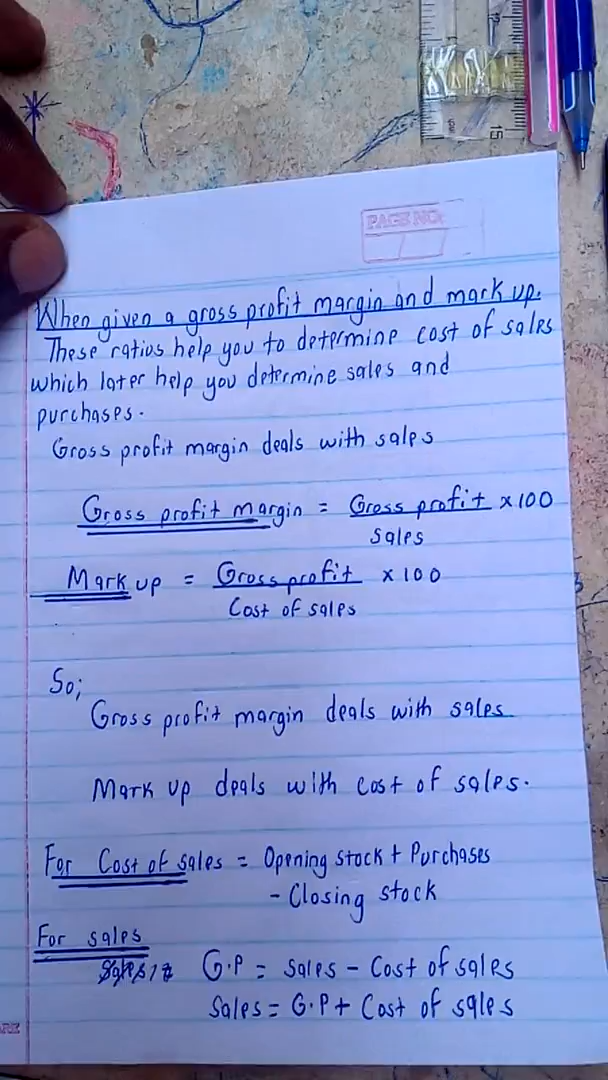 PAGE NO:
When given a gross profit margin and mark up.
These ratios help you to determine cost of sales
which later help you determine sales and
purchases.
Gross profit margin deals with sales
Gross profit margin = Gross profit x 100
Sales
Mark up = Gross profit x 100
Cost of sales
So;
Gross profit margin deals with sales
Mark up deals with cost of sales.
For Cost of sales = Opening stock + Purchases
- Closing stock
For sales
G.P = Sales - Cost of sales
Sales = G.P + Cost of sales
15